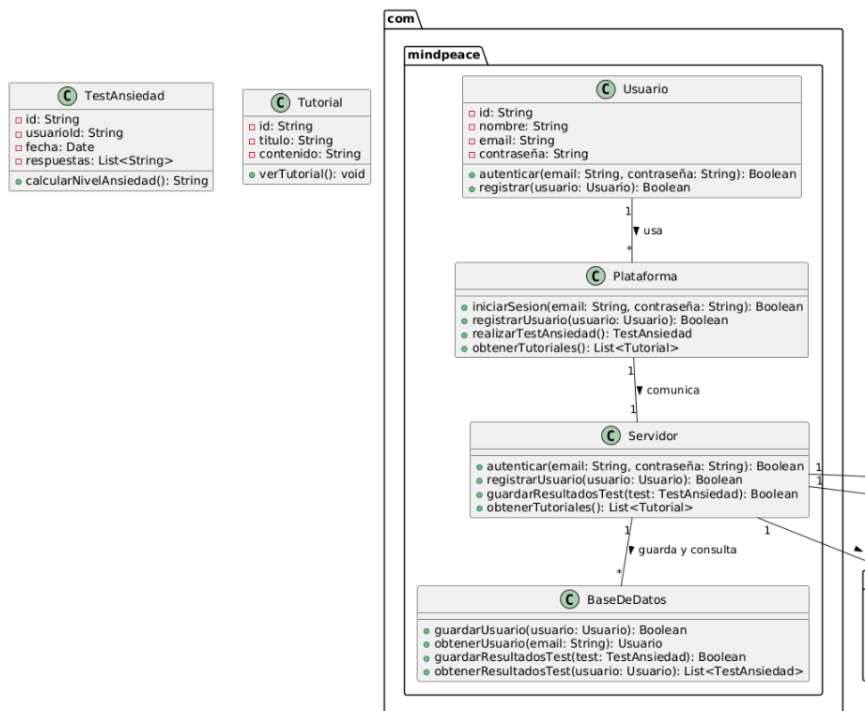 com
mindpeace
C TestAnsiedad
id: String
usuarioId: String
fecha: Date
respuestas: List<String>
calcularNivelAnsiedad(): String
C Tutorial
id: String
titulo: String
contenido: String
verTutorial(): void
C Usuario
id: String
nombre: String
email: String
contraseña: String
autenticar(email: String, contraseña: String): Boolean
registrar(usuario: Usuario): Boolean
1
usa
*
C Plataforma
iniciarSesion(email: String, contraseña: String): Boolean
registrarUsuario(usuario: Usuario): Boolean
realizarTestAnsiedad(): TestAnsiedad
obtenerTutoriales(): List<Tutorial>
1
comunica
1
C Servidor
autenticar(email: String, contraseña: String): Boolean
registrarUsuario(usuario: Usuario): Boolean
guardarResultadosTest(test: TestAnsiedad): Boolean
obtenerTutoriales(): List<Tutorial>
1
1
1
1
guarda y consulta
*
C BaseDeDatos
guardarUsuario(usuario: Usuario): Boolean
obtenerUsuario(email: String): Usuario
guardarResultadosTest(test: TestAnsiedad): Boolean
obtenerResultadosTest(usuario: Usuario): List<TestAnsiedad>